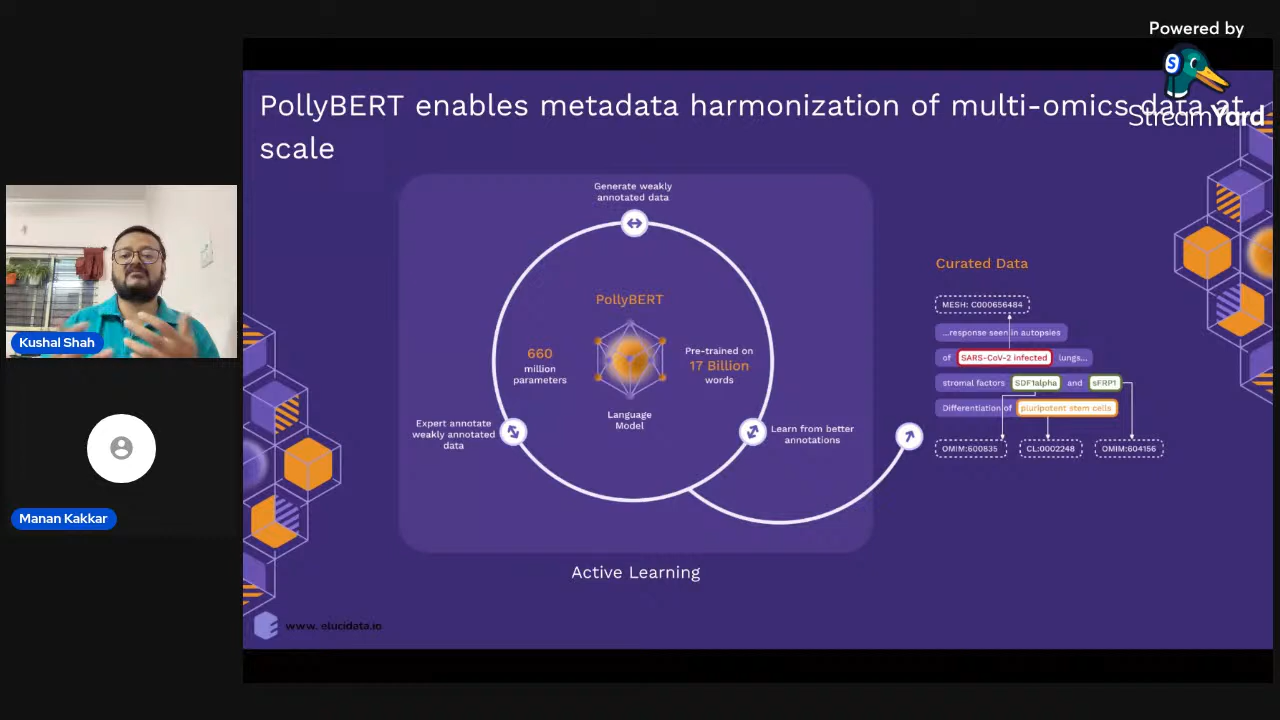 Powered by
StreamYard
PollyBERT enables metadata harmonization of multi-omics data at
scale
Generate weakly
annotated data
PollyBERT
660
million
parameters
Pre-trained on
17 Billion
words
Language
Model
Expert annotate
weakly annotated
data
Learn from better
annotations
Active Learning
Curated Data
MESH: C000656484
...response seen in autopsies
of SARS-CoV-2 infected lungs...
stromal factors SDF1alpha and sFRP1
Differentiation of pluripotent stem cells
OMIM:600835 CL:0002248 OMIM:604156
www. elucidata.io
Kushal Shah
Manan Kakkar